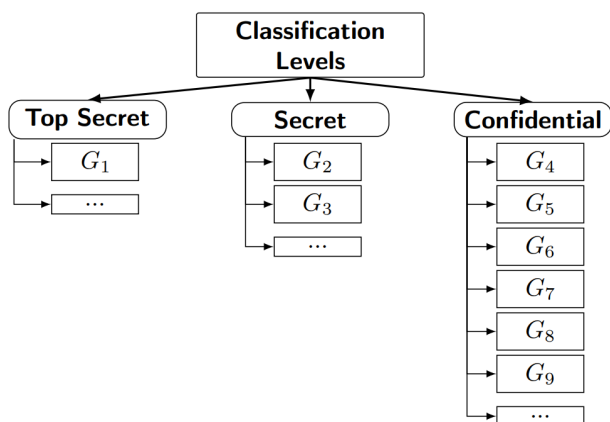 Classification
Levels
Top Secret
G₁
...
Secret
G₂
G₃
...
Confidential
G₄
G₅
G₆
G₇
G₈
G₉
...